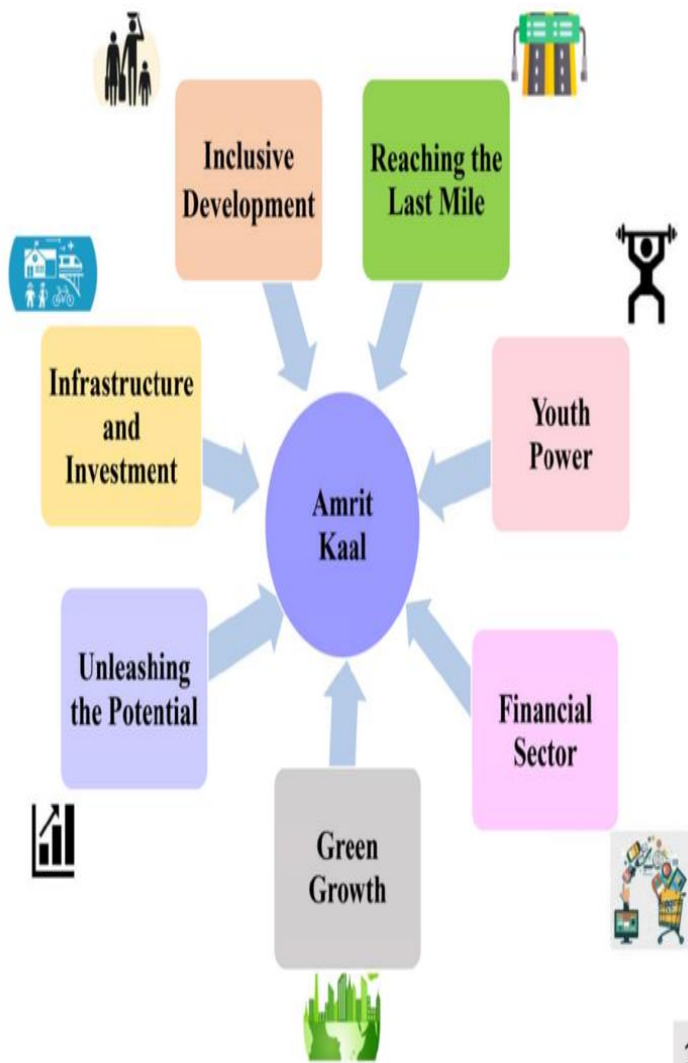 Inclusive
Development
Reaching the
Last Mile
Infrastructure
and
Investment
Youth
Power
Amrit
Kaal
Unleashing
the Potential
Financial
Sector
Green
Growth